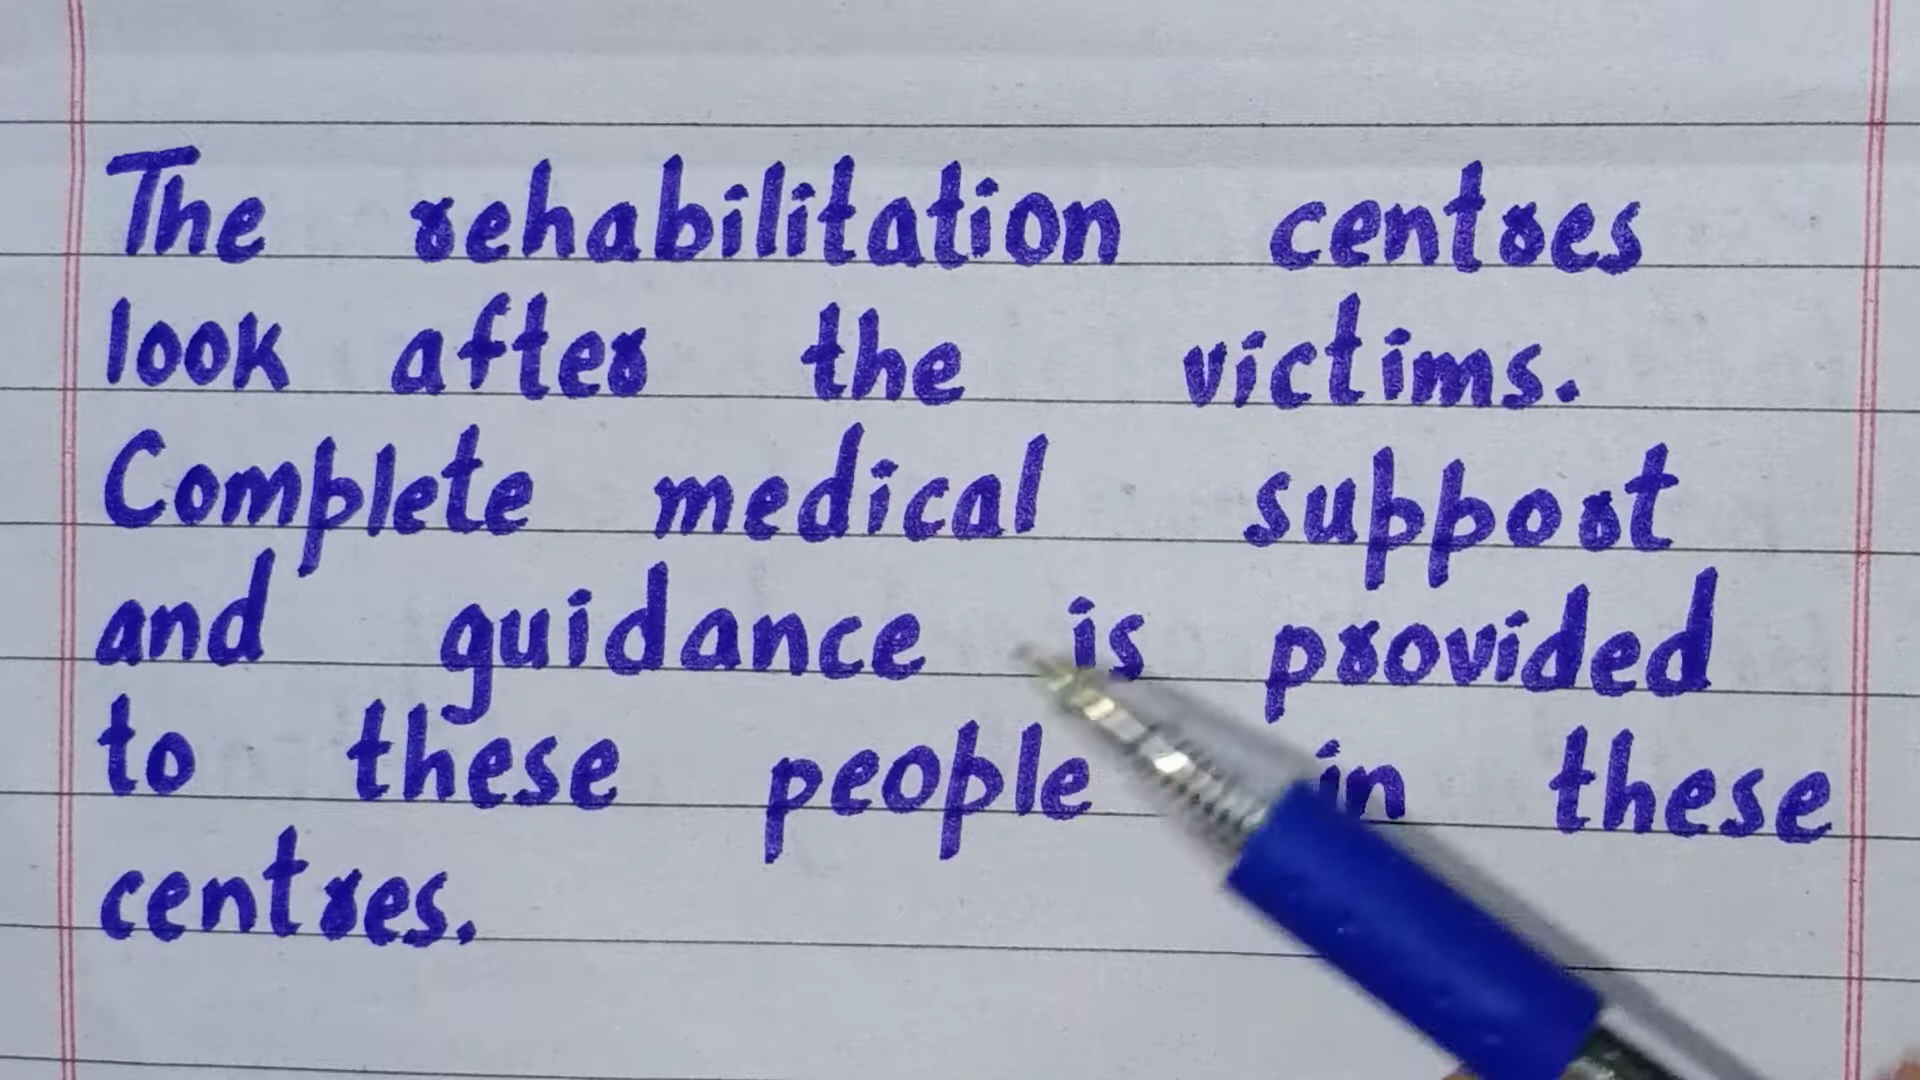 The rehabilitation centres
look after the victims.
Complete medical support
and guidance is provided
to these people in these
centres.